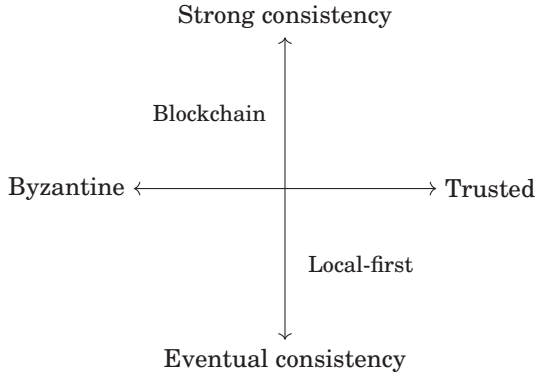 Strong consistency
Blockchain
Byzantine
Trusted
Local-first
Eventual consistency